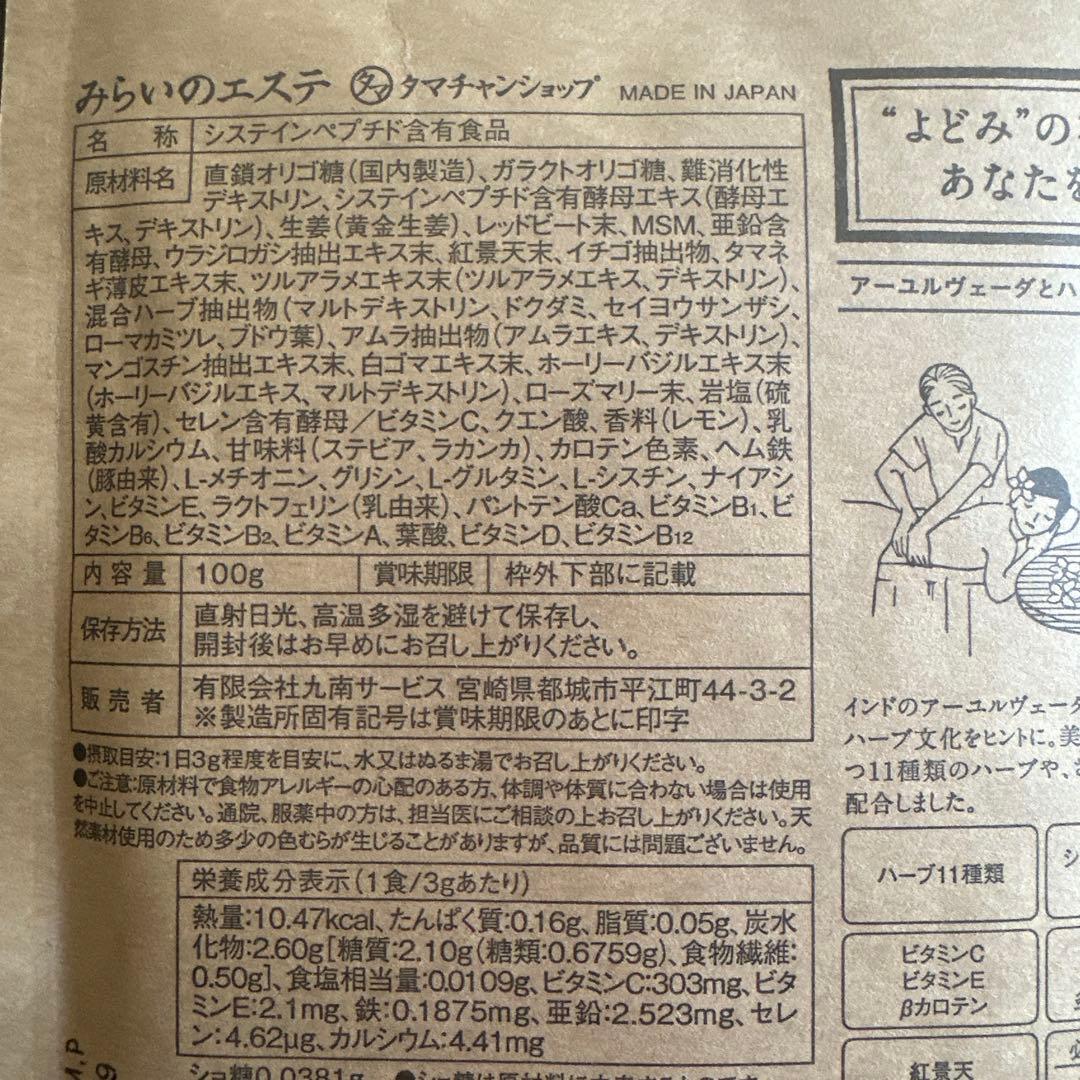 みらいのエステ タマ タマチャンショップ MADE IN JAPAN
名称 システインペプチド含有食品
原材料名 直鎖オリゴ糖(国内製造)、ガラクトオリゴ糖、難消化性
デキストリン、システインペプチド含有酵母エキス(酵母エ
キス、デキストリン)、生姜(黄金生姜)、レッドビート末、MSM、亜鉛含
有酵母、ウラジロガシ抽出エキス末、紅景天末、イチゴ抽出物、タマネ
ギ薄皮エキス末、ツルアラメエキス末(ツルアラメエキス、デキストリン)、
混合ハーブ抽出物(マルトデキストリン、ドクダミ、セイヨウサンザシ、
ローマカミツレ、ブドウ葉)、アムラ抽出物(アムラエキス、デキストリン)、
マンゴスチン抽出エキス末、白ゴマエキス末、ホーリーバジルエキス末
(ホーリーバジルエキス、マルトデキストリン)、ローズマリー末、岩塩(硫
黄含有)、セレン含有酵母/ビタミンC、クエン酸、香料(レモン)、乳
酸カルシウム、甘味料(ステビア、ラカンカ)、カロテン色素、ヘム鉄
(豚由来)、L-メチオニン、グリシン、L-グルタミン、L-シスチン、ナイアシ
ン、ビタミンE、ラクトフェリン(乳由来)、パントテン酸Ca、ビタミンB1、ビ
タミンB6、ビタミンB2、ビタミンA、葉酸、ビタミンD、ビタミンB12
内容量 100g 賞味期限 枠外下部に記載
保存方法 直射日光、高温多湿を避けて保存し、
開封後はお早めにお召し上がりください。
販売者 有限会社九南サービス 宮崎県都城市平江町44-3-2
※製造所固有記号は賞味期限のあとに印字
●摂取目安:1日3g程度を目安に、水又はぬるま湯でお召し上がりください。
●ご注意:原材料で食物アレルギーの心配のある方、体調や体質に合わない場合は使用
を中止してください。通院、服薬中の方は、担当医にご相談の上お召し上がりください。天
然素材使用のため多少の色むらが生じることがありますが、品質には問題ございません。
栄養成分表示(1食/3gあたり)
熱量:10.47kcal、たんぱく質:0.16g、脂質:0.05g、炭水
化物:2.60g[糖質:2.10g(糖類:0.6759g)、食物繊維:
0.50g]、食塩相当量:0.0109g、ビタミンC:303mg、ビタ
ミンE:2.1mg、鉄:0.1875mg、亜鉛:2.523mg、セレ
ン:4.62μg、カルシウム:4.41mg
ショ糖0.0381g
“よどみ”の
あなたを
アーユルヴェーダとハ
インドのアーユルヴェーダ
ハーブ文化をヒントに。美
つ11種類のハーブや、
配合しました。
ハーブ11種類
ビタミンC
ビタミンE
βカロテン
紅景天